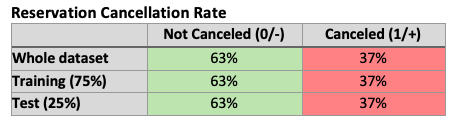 Reservation Cancellation Rate
Not Canceled (0/-) Canceled (1/+)
Whole dataset 63% 37%
Training (75%) 63% 37%
Test (25%) 63% 37%